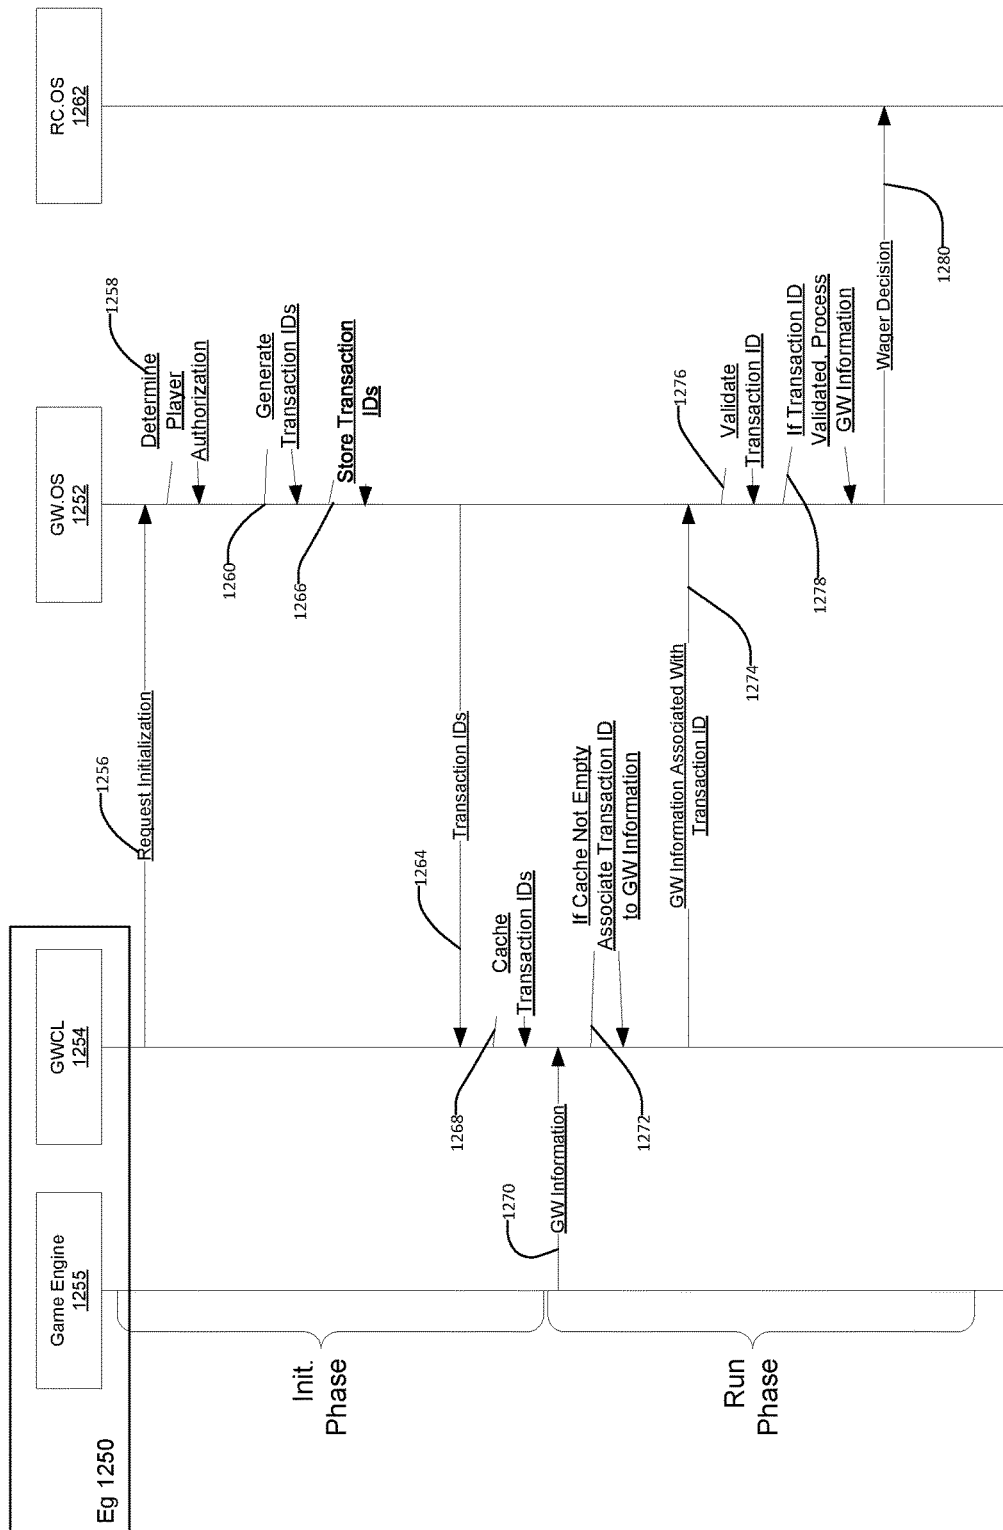 Eg 1250
Game Engine
1255
GWCL
1254
GW.OS
1252
RC.OS
1262
Init.
Phase
1256
Request Initialization
1258
Determine
Player
Authorization
1260
Generate
Transaction IDs
1266
Store Transaction
IDs
1264
Transaction IDs
1268
Cache
Transaction IDs
Run
Phase
1270
GW Information
1272
If Cache Not Empty
Associate Transaction ID
to GW Information
GW Information Associated With
Transaction ID
1274
1276
Validate
Transaction ID
1278
If Transaction ID
Validated, Process
GW Information
Wager Decision
1280